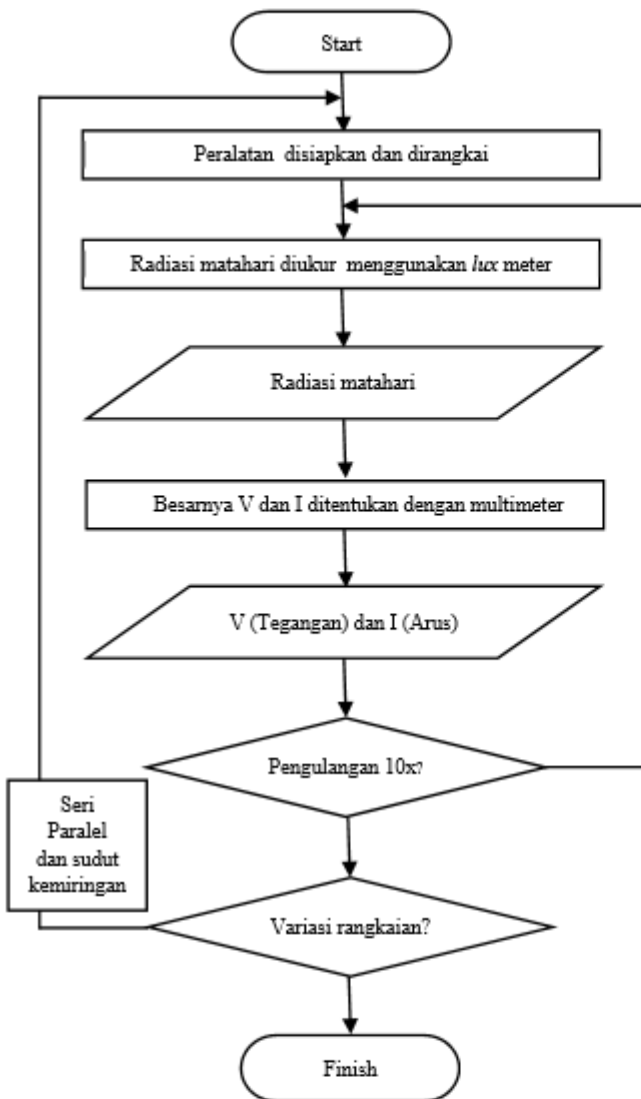 Start
Peralatan disiapkan dan dirangkai
Radiasi matahari diukur menggunakan lux meter
Radiasi matahari
Besarnya V dan I ditentukan dengan multimeter
V (Tegangan) dan I (Arus)
Pengulangan 10x?
Seri
Paralel
dan sudut
kemiringan
Variasi rangkaian?
Finish